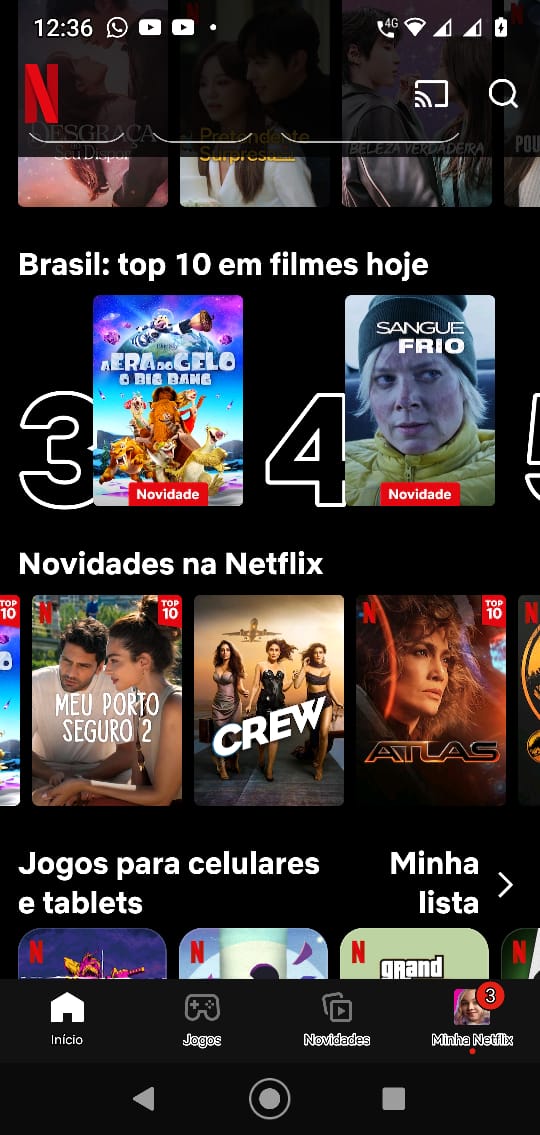 12:36
4G
N
DESGRAÇA
Seu Dispor
Pretendente
Surpresa
BELEZA VERDADEIRA
POU
Brasil: top 10 em filmes hoje
3
A ERA DO GELO
O BIG BANG
Novidade
4
SANGUE
FRIO
Novidade
5
Novidades na Netflix
TOP
10
N
TOP
10
MEU PORTO
SEGURO 2
CREW
N
TOP
10
ATLAS
N
Jogos para celulares
e tablets
Minha
lista
N
N
N
grand
N
3
Início
Jogos
Novidades
Minha Netflix